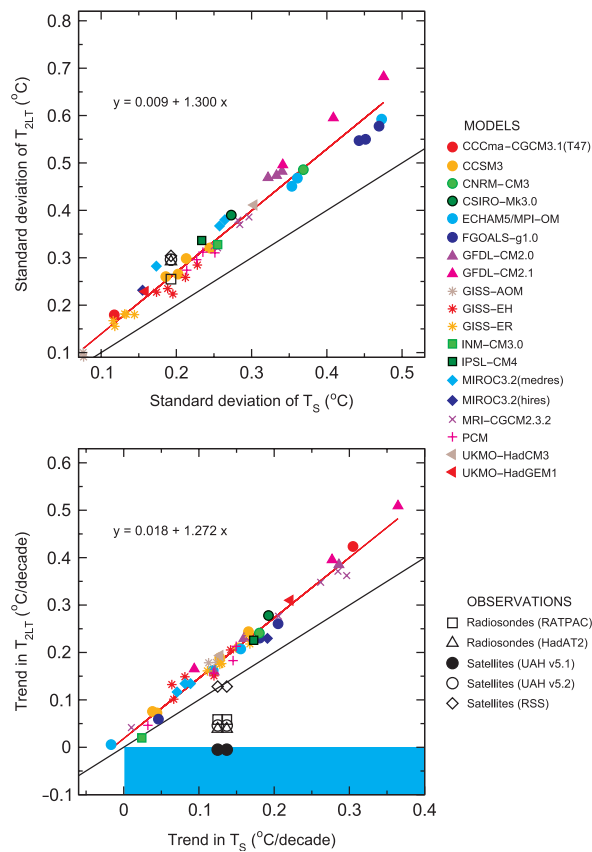 0.8
0.7
0.6
0.5
0.4
0.3
0.2
0.1
Standard deviation of T2LT (°C)
y = 0.009 + 1.300 x
0.1 0.2 0.3 0.4 0.5
Standard deviation of TS (°C)
MODELS
CCCma−CGCM3.1(T47)
CCSM3
CNRM−CM3
CSIRO−Mk3.0
ECHAM5/MPI−OM
FGOALS−g1.0
GFDL−CM2.0
GFDL−CM2.1
GISS−AOM
GISS−EH
GISS−ER
INM−CM3.0
IPSL−CM4
MIROC3.2(medres)
MIROC3.2(hires)
MRI−CGCM2.3.2
PCM
UKMO−HadCM3
UKMO−HadGEM1
0.6
0.5
0.4
0.3
0.2
0.1
0
−0.1
Trend in T2LT (°C/decade)
y = 0.018 + 1.272 x
0 0.1 0.2 0.3 0.4
Trend in TS (°C/decade)
OBSERVATIONS
Radiosondes (RATPAC)
Radiosondes (HadAT2)
Satellites (UAH v5.1)
Satellites (UAH v5.2)
Satellites (RSS)